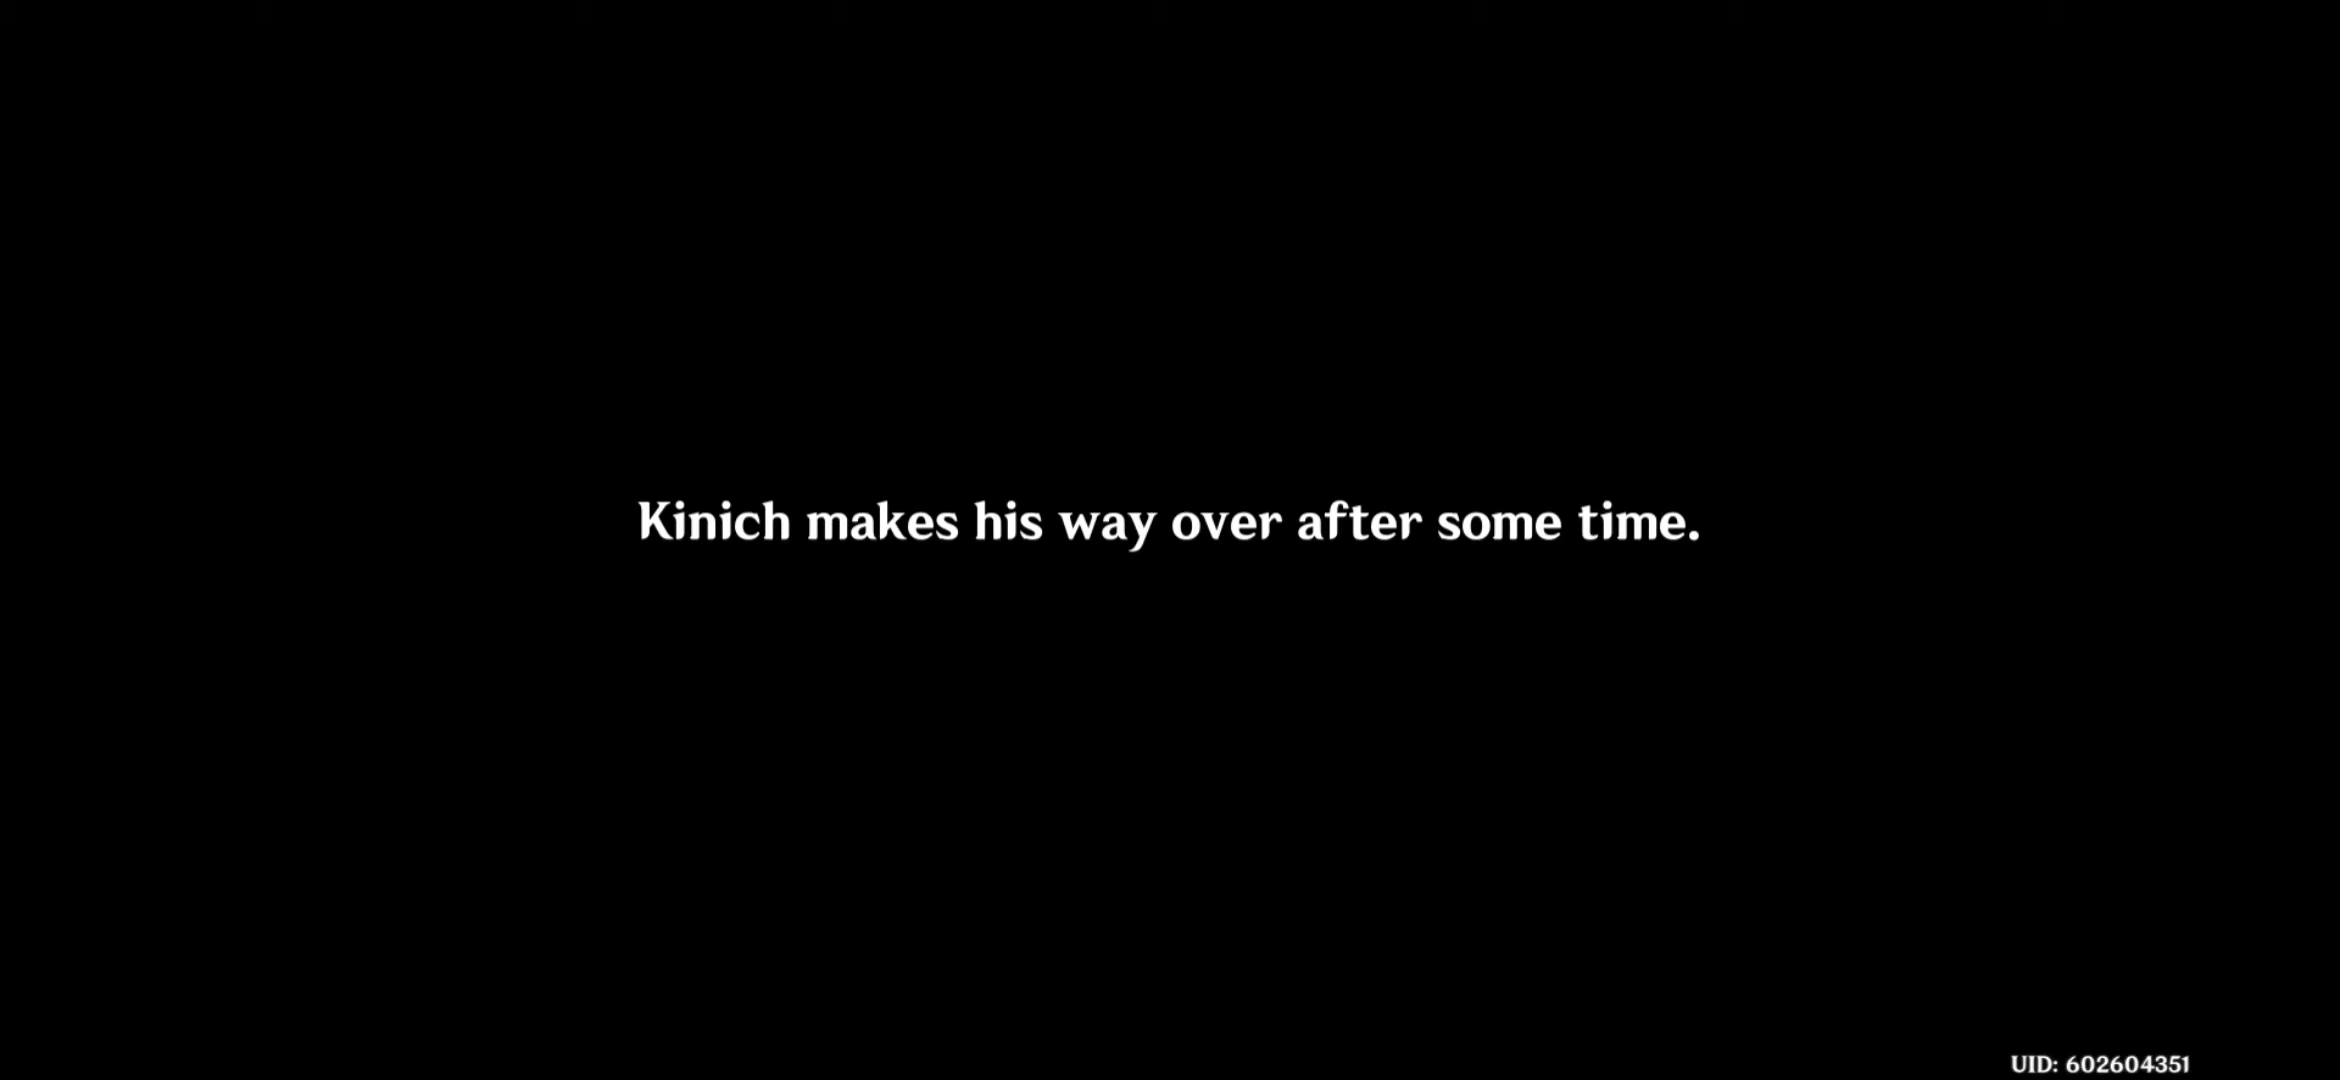 Kinich makes his way over after some time.
UID: 602604351